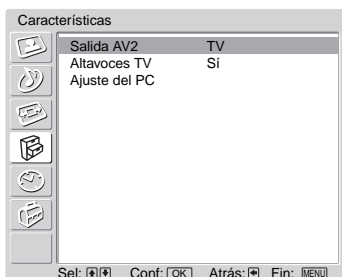 Características
Salida AV2 TV
Altavoces TV Sí
Ajuste del PC
Sel: Conf: OK Atrás: Fin: MENU